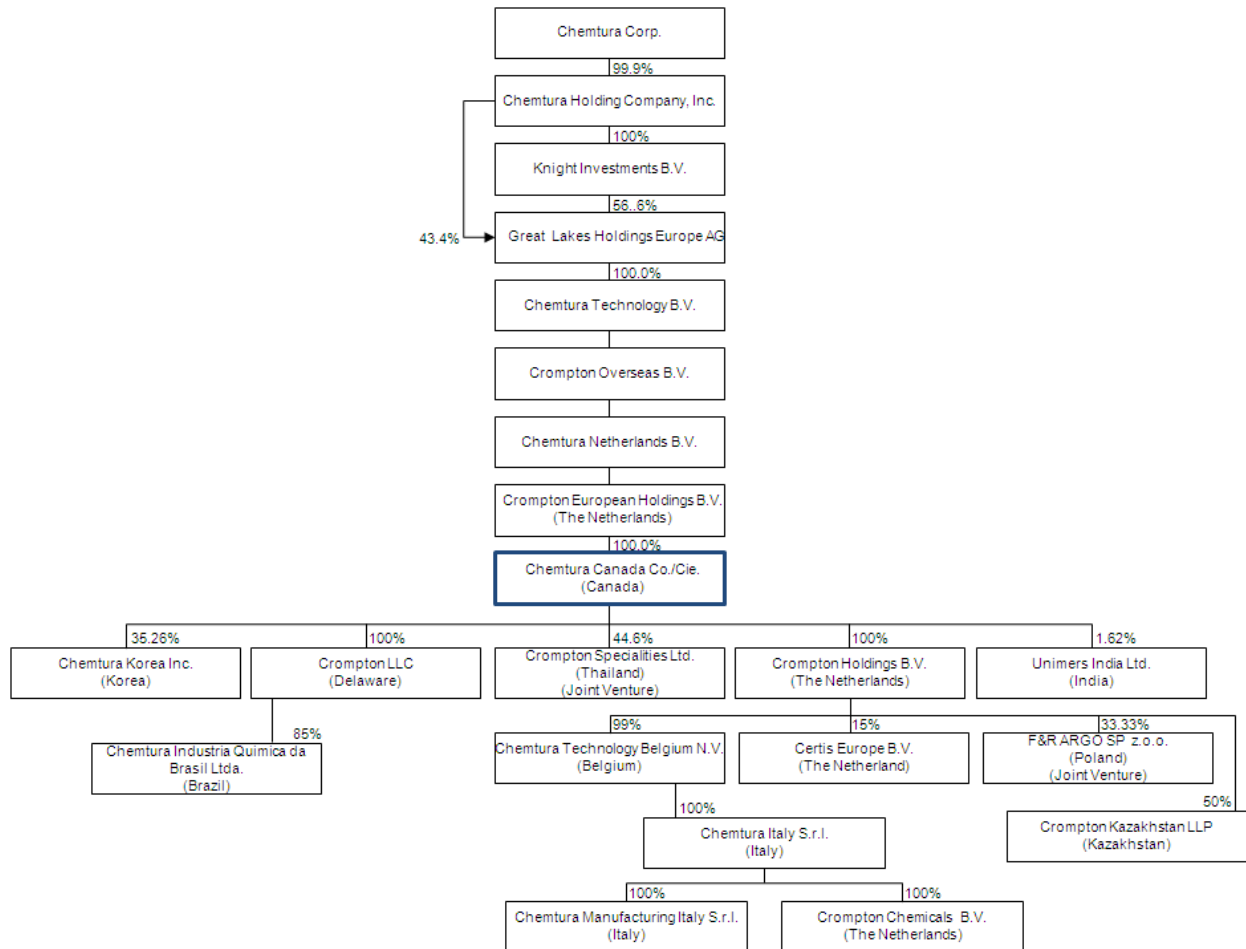 Chemtura Corp.
99.9%
Chemtura Holding Company, Inc.
100%
Knight Investments B.V.
56..6%
43.4%
Great Lakes Holdings Europe AG
100.0%
Chemtura Technology B.V.
Crompton Overseas B.V.
Chemtura Netherlands B.V.
Crompton European Holdings B.V.
(The Netherlands)
100.0%
Chemtura Canada Co./Cie.
(Canada)
35.26%
100%
44.6%
100%
1.62%
Chemtura Korea Inc.
(Korea)
Crompton LLC
(Delaware)
Crompton Specialities Ltd.
(Thailand)
(Joint Venture)
Crompton Holdings B.V.
(The Netherlands)
Unimers India Ltd.
(India)
85%
Chemtura Industria Quimica da
Brasil Ltda.
(Brazil)
99%
15%
33.33%
Chemtura Technology Belgium N.V.
(Belgium)
Certis Europe B.V.
(The Netherland)
F&R ARGO SP z.o.o.
(Poland)
(Joint Venture)
50%
Crompton Kazakhstan LLP
(Kazakhstan)
100%
Chemtura Italy S.r.l.
(Italy)
100%
100%
Chemtura Manufacturing Italy S.r.l.
(Italy)
Crompton Chemicals B.V.
(The Netherlands)